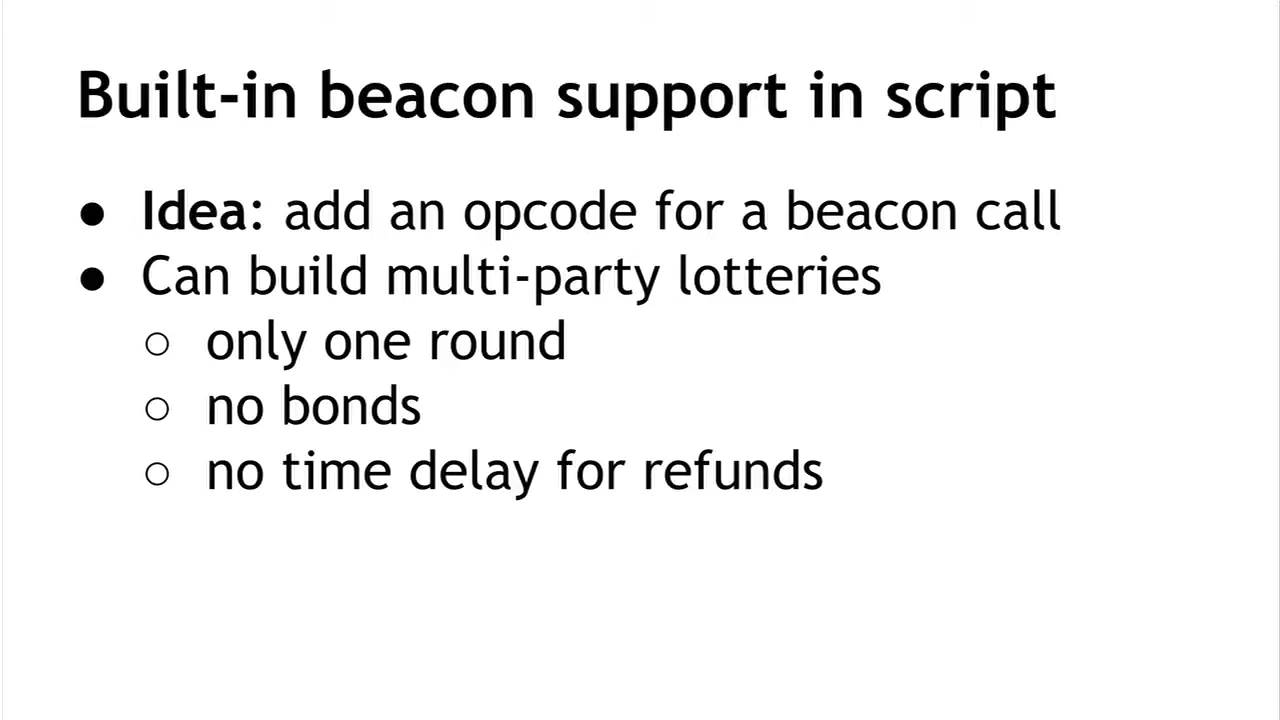 Built-in beacon support in script
● Idea: add an opcode for a beacon call
● Can build multi-party lotteries
○ only one round
○ no bonds
○ no time delay for refunds